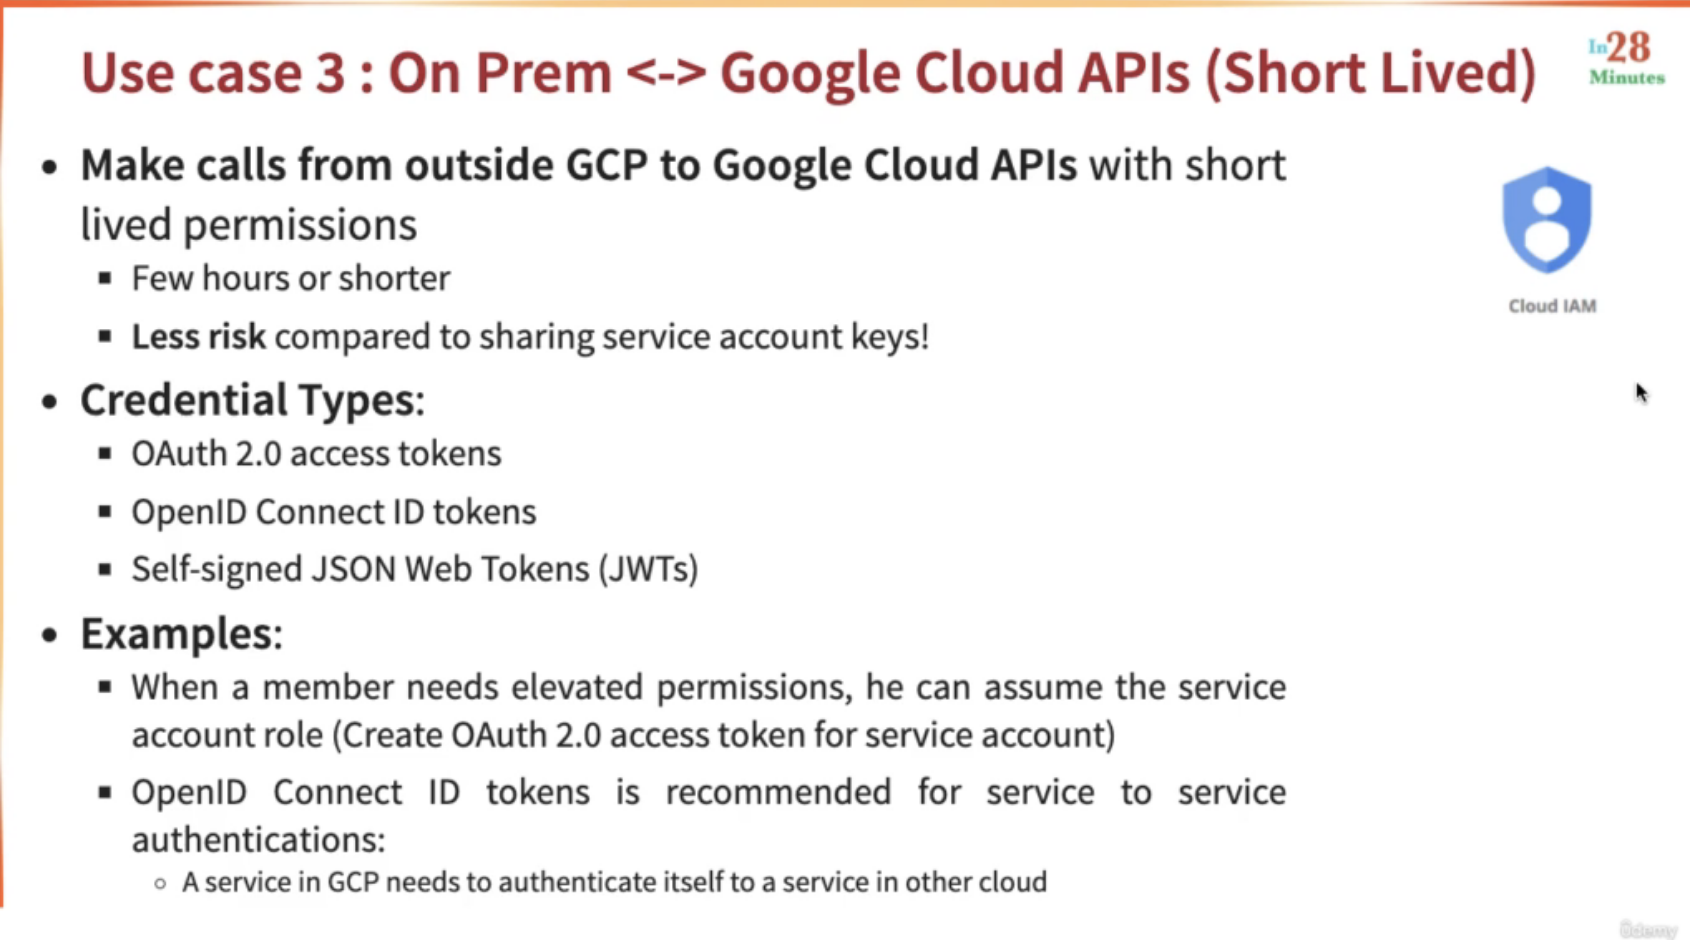 Use case 3 : On Prem <-> Google Cloud APIs (Short Lived)
In28
Minutes
• Make calls from outside GCP to Google Cloud APIs with short
lived permissions
▪ Few hours or shorter
▪ Less risk compared to sharing service account keys!
Cloud IAM
• Credential Types:
▪ OAuth 2.0 access tokens
▪ OpenID Connect ID tokens
▪ Self-signed JSON Web Tokens (JWTs)
• Examples:
▪ When a member needs elevated permissions, he can assume the service
account role (Create OAuth 2.0 access token for service account)
▪ OpenID Connect ID tokens is recommended for service to service
authentications:
○ A service in GCP needs to authenticate itself to a service in other cloud
Udemy